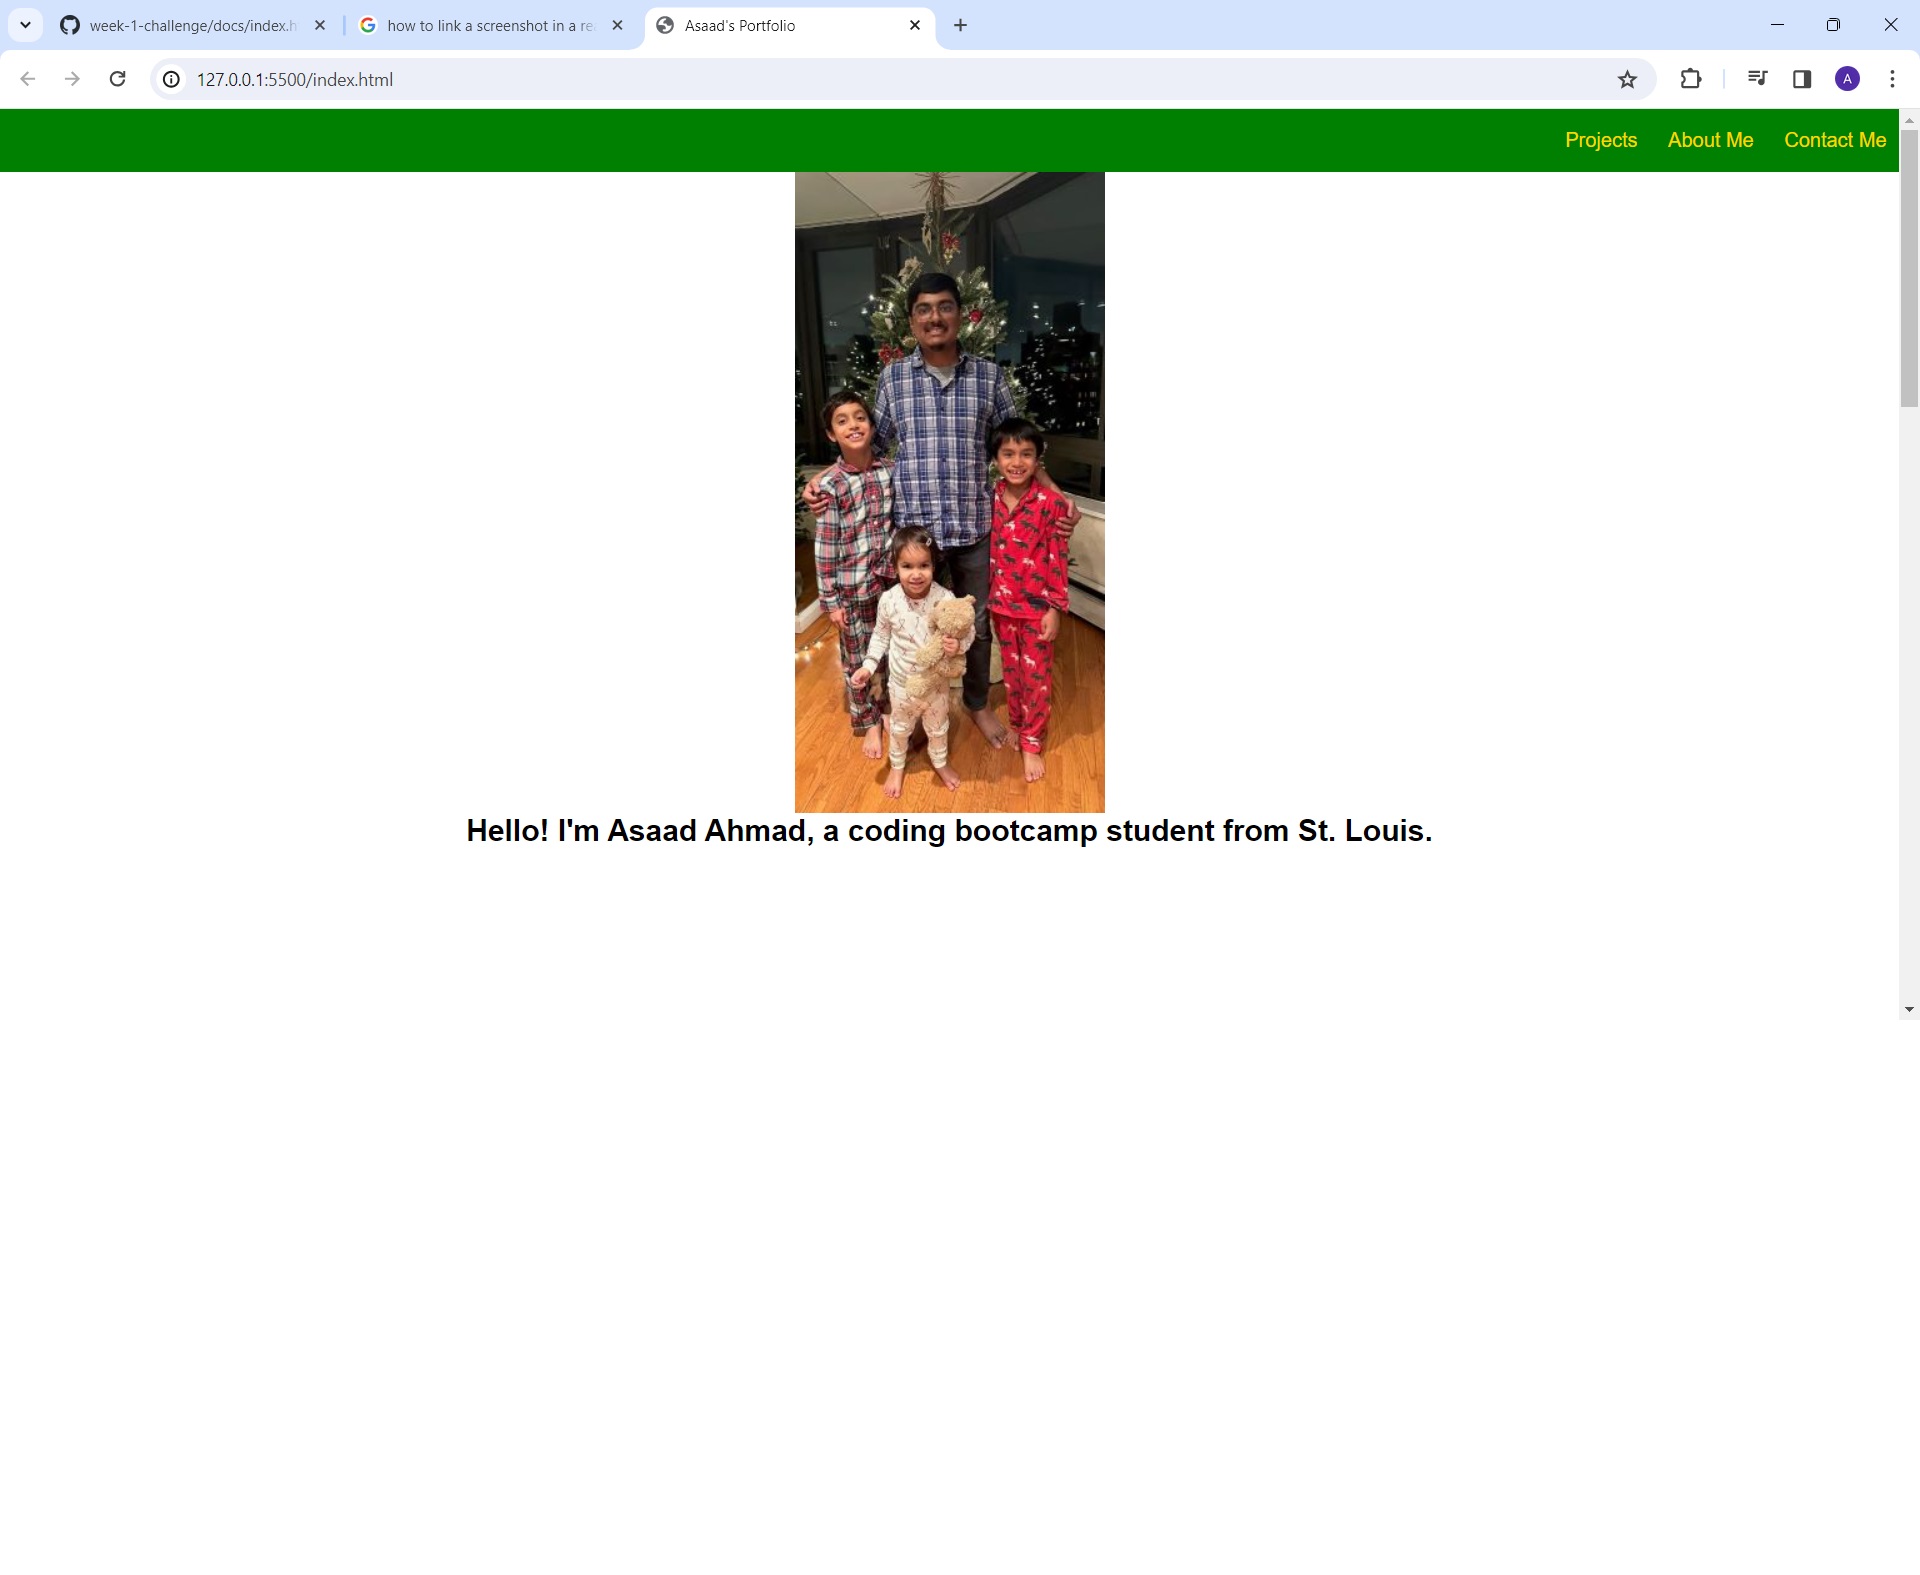 week-1-challenge/docs/index.h
how to link a screenshot in a re
Asaad's Portfolio
127.0.0.1:5500/index.html
A
Projects
About Me
Contact Me
Hello! I'm Asaad Ahmad, a coding bootcamp student from St. Louis.